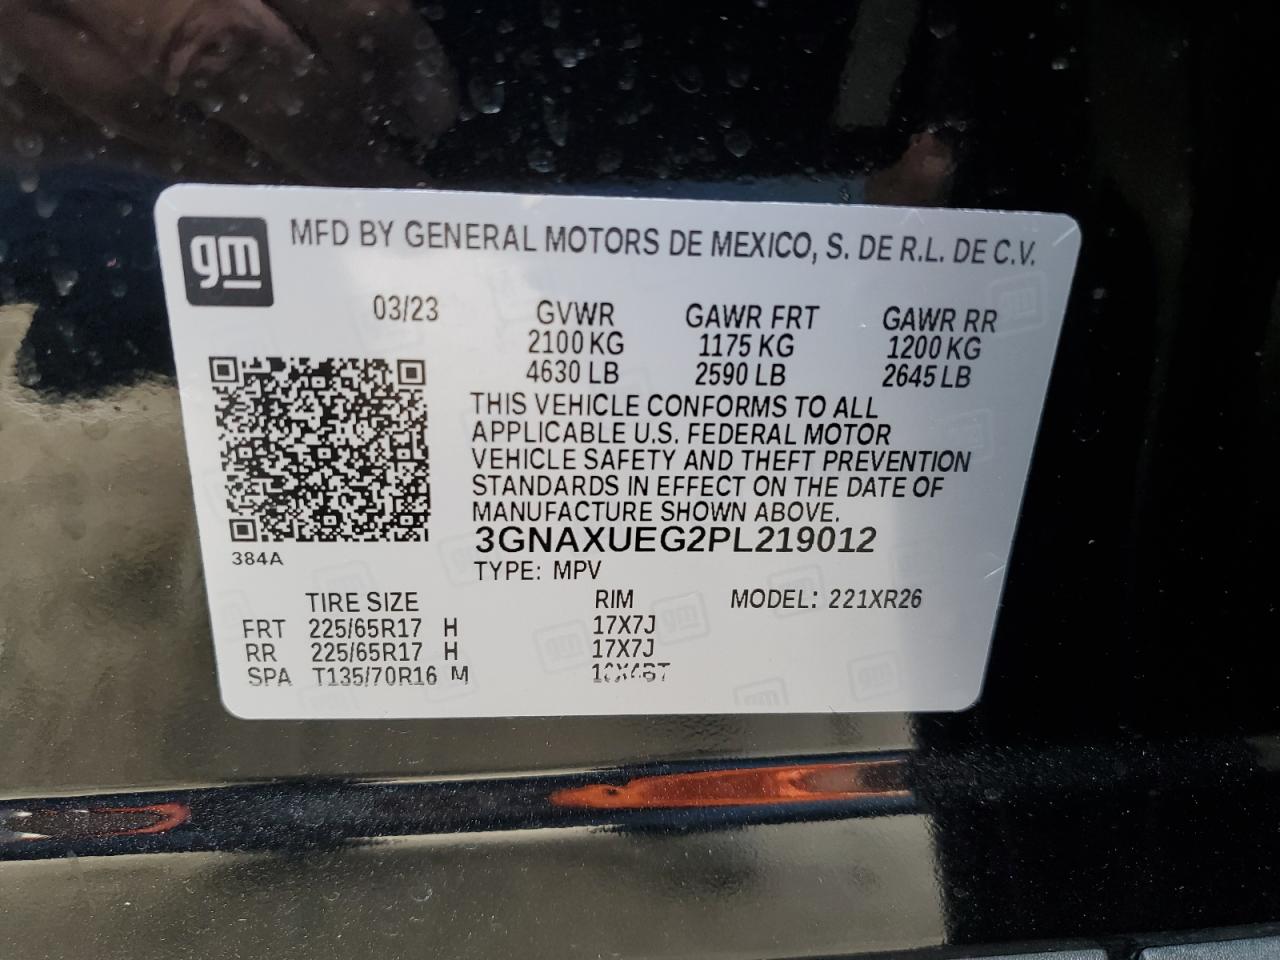 gm MFD BY GENERAL MOTORS DE MEXICO, S. DE R.L. DE C.V.
03/23 GVWR GAWR FRT GAWR RR
2100 KG 1175 KG 1200 KG
4630 LB 2590 LB 2645 LB
THIS VEHICLE CONFORMS TO ALL
APPLICABLE U.S. FEDERAL MOTOR
VEHICLE SAFETY AND THEFT PREVENTION
STANDARDS IN EFFECT ON THE DATE OF
MANUFACTURE SHOWN ABOVE.
3GNAXUEG2PL219012
384A
TYPE: MPV
TIRE SIZE RIM MODEL: 221XR26
FRT 225/65R17 H 17X7J
RR 225/65R17 H 17X7J
SPA T135/70R16 M